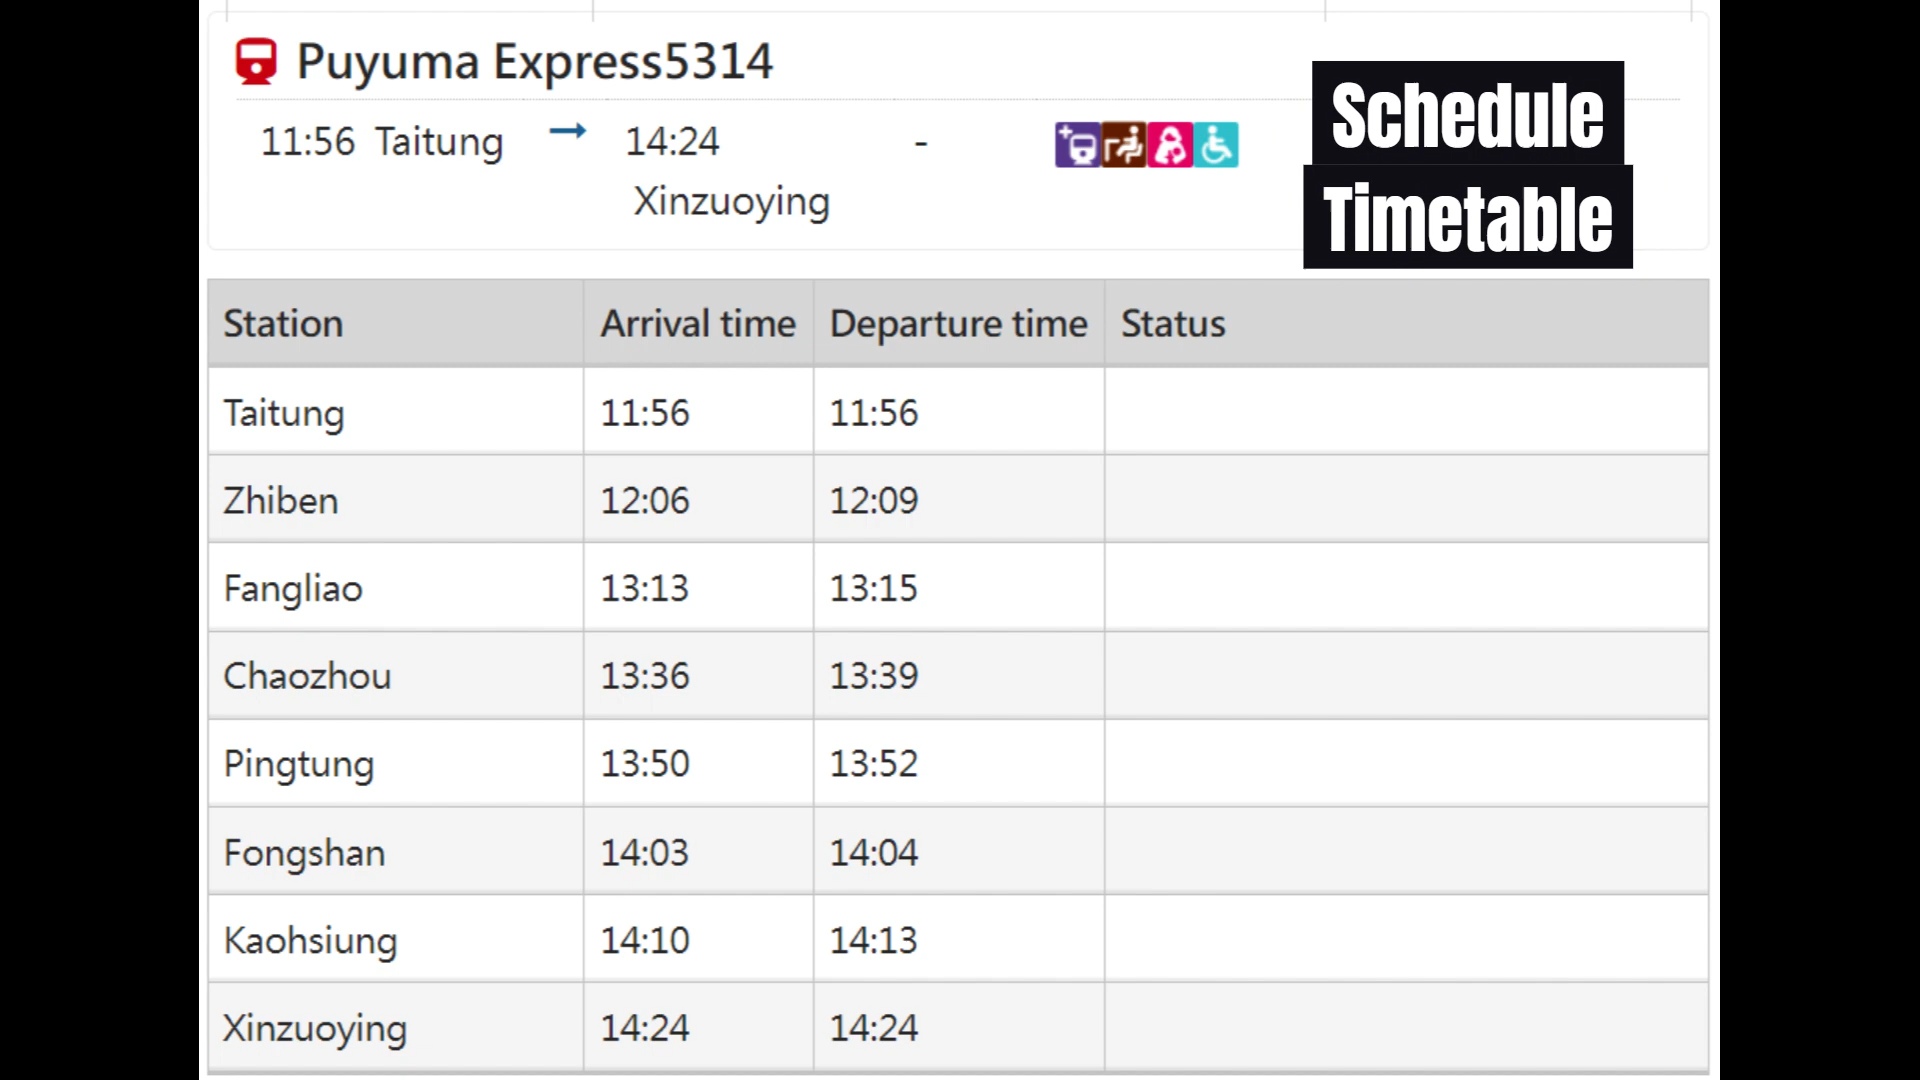 Puyuma Express5314
11:56 Taitung
14:24
-
Xinzuoying
Schedule
Timetable
Station Arrival time Departure time Status
Taitung 11:56 11:56
Zhiben 12:06 12:09
Fangliao 13:13 13:15
Chaozhou 13:36 13:39
Pingtung 13:50 13:52
Fongshan 14:03 14:04
Kaohsiung 14:10 14:13
Xinzuoying 14:24 14:24